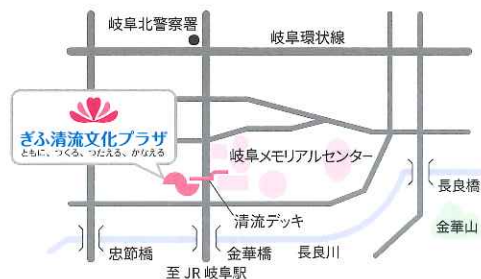 岐阜北警察署
岐阜環状線
ぎふ清流文化プラザ
ともに、つくる、つたえる、かなえる
岐阜メモリアルセンター
長良橋
清流デッキ
金華山
忠節橋
金華橋
長良川
至 JR 岐阜駅